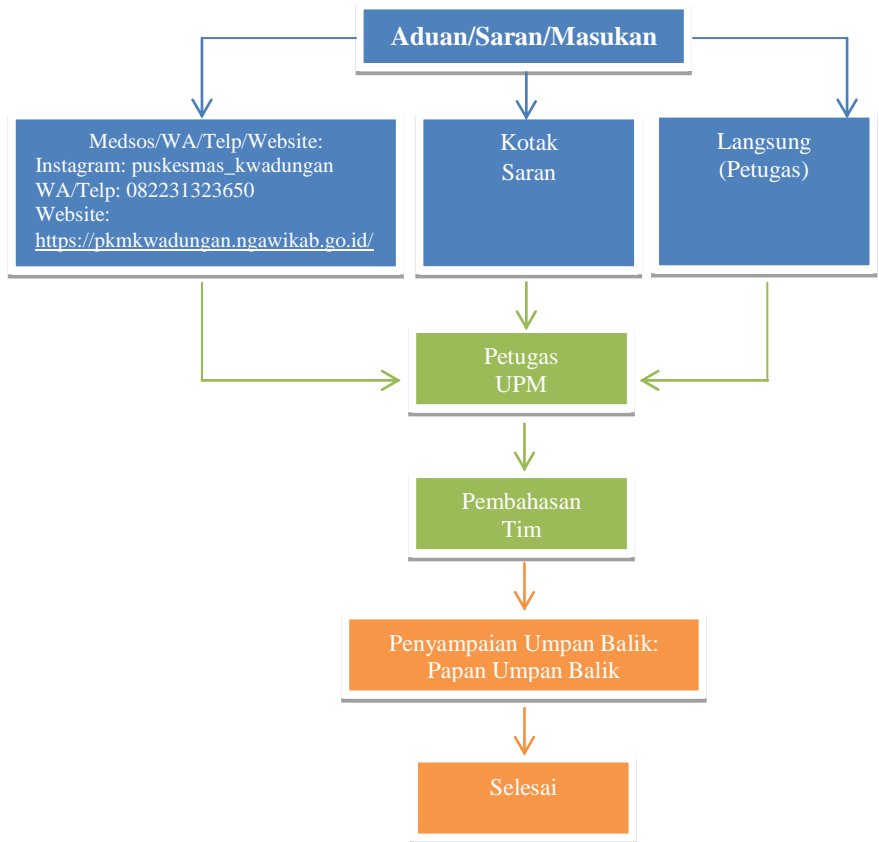 Aduan/Saran/Masukan
Medsos/WA/Telp/Website:
Instagram: puskesmas_kwadungan
WA/Telp: 082231323650
Website:
https://pkmkwadungan.ngawikab.go.id/
Kotak
Saran
Langsung
(Petugas)
Petugas
UPM
Pembahasan
Tim
Penyampaian Umpan Balik:
Papan Umpan Balik
Selesai